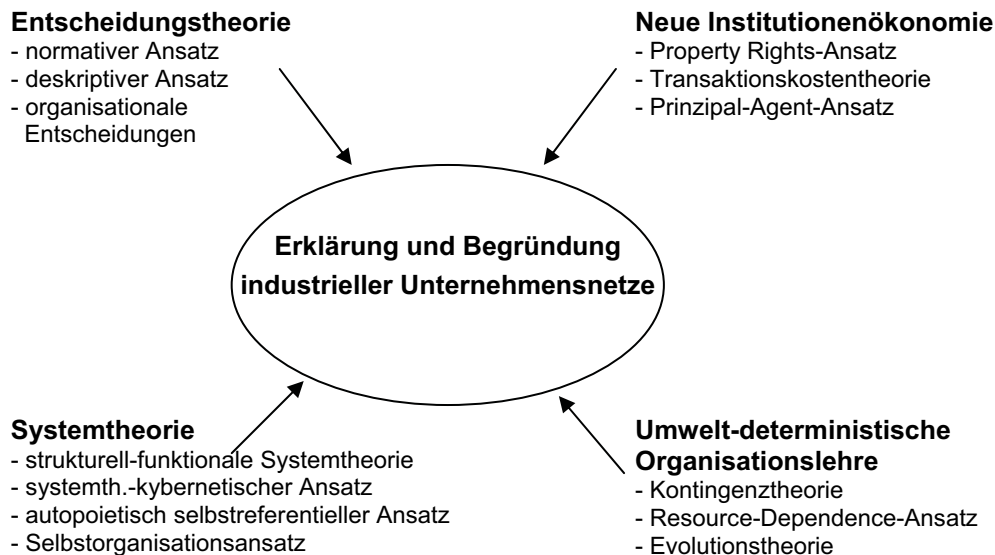 Entscheidungstheorie
- normativer Ansatz
- deskriptiver Ansatz
- organisationale
Entscheidungen
Neue Institutionenökonomie
- Property Rights-Ansatz
- Transaktionskostentheorie
- Prinzipal-Agent-Ansatz
Erklärung und Begründung
industrieller Unternehmensnetze
Systemtheorie
- strukturell-funktionale Systemtheorie
- systemth.-kybernetischer Ansatz
- autopoietisch selbstreferentieller Ansatz
- Selbstorganisationsansatz
Umwelt-deterministische
Organisationslehre
- Kontingenztheorie
- Resource-Dependence-Ansatz
- Evolutionstheorie